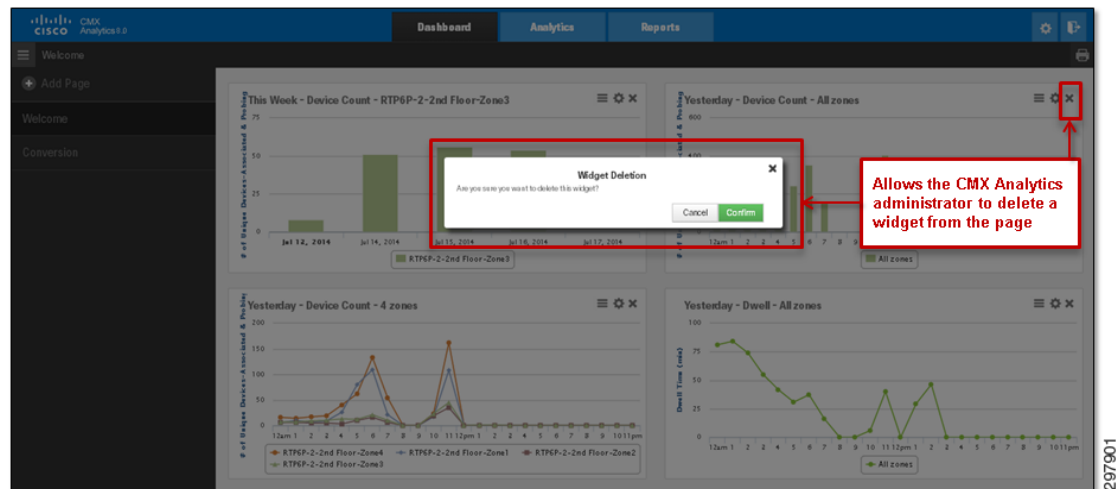 CISCO
CMX
Analytics 8.0
Dashboard
Analytics
Reports
Welcome
Add Page
Welcome
Conversion
This Week - Device Count - RTP6P-2-2nd Floor-Zone3
# of Unique Devices-Associated & Probing
75
50
25
0
Jul 12, 2014 Jul 14, 2014 Jul 15, 2014 Jul 16, 2014 Jul 17, 2014
RTP6P-2-2nd Floor-Zone3
Yesterday - Device Count - All zones
600
400
12am 1 2 3 4 5 6 7 8 9
All zones
Widget Deletion
Are you sure you want to delete this widget?
Cancel Confirm
Allows the CMX Analytics
administrator to delete a
widget from the page
Yesterday - Device Count - 4 zones
# of Unique Devices-Associated & Probing
200
150
100
50
0
12am 1 2 3 4 5 6 7 8 9 10 11 12pm 1 2 3 4 5 6 7 8 9 10 11pm
RTP6P-2-2nd Floor-Zone4 RTP6P-2-2nd Floor-Zone1 RTP6P-2-2nd Floor-Zone2
RTP6P-2-2nd Floor-Zone3
Yesterday - Dwell - All zones
Dwell Time (min)
100
75
50
25
0
12am 1 2 3 4 5 6 7 8 9 10 11 12pm 1 2 3 4 5 6 7 8 9 10 11pm
All zones
297901